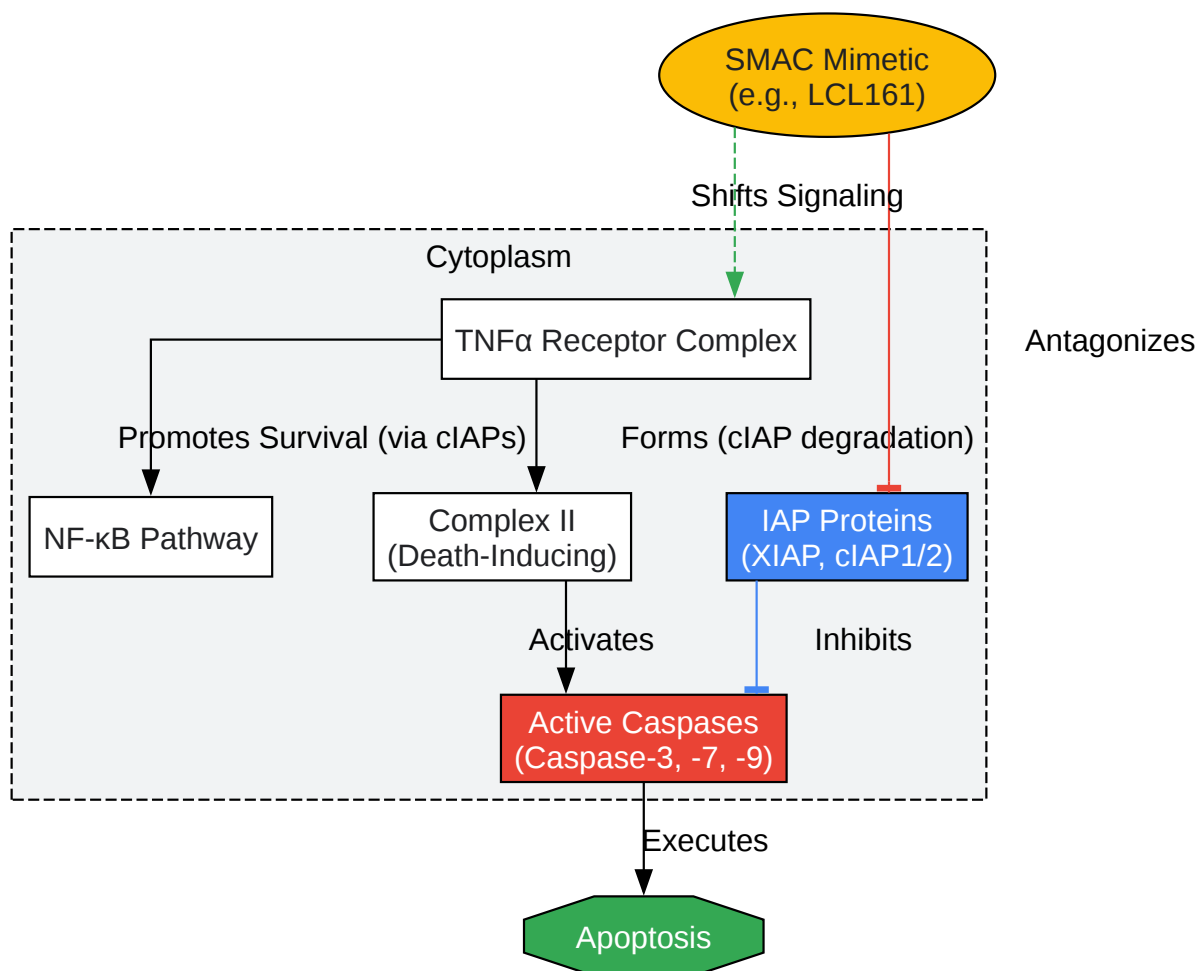 SMAC Mimetic
(e.g., LCL161)
Shifts Signaling
Cytoplasm
TNFα Receptor Complex
Antagonizes
Promotes Survival (via cIAPs)
Forms (cIAP degradation)
NF-κB Pathway
Complex II
(Death-Inducing)
IAP Proteins
(XIAP, cIAP1/2)
Activates
Inhibits
Active Caspases
(Caspase-3, -7, -9)
Executes
Apoptosis